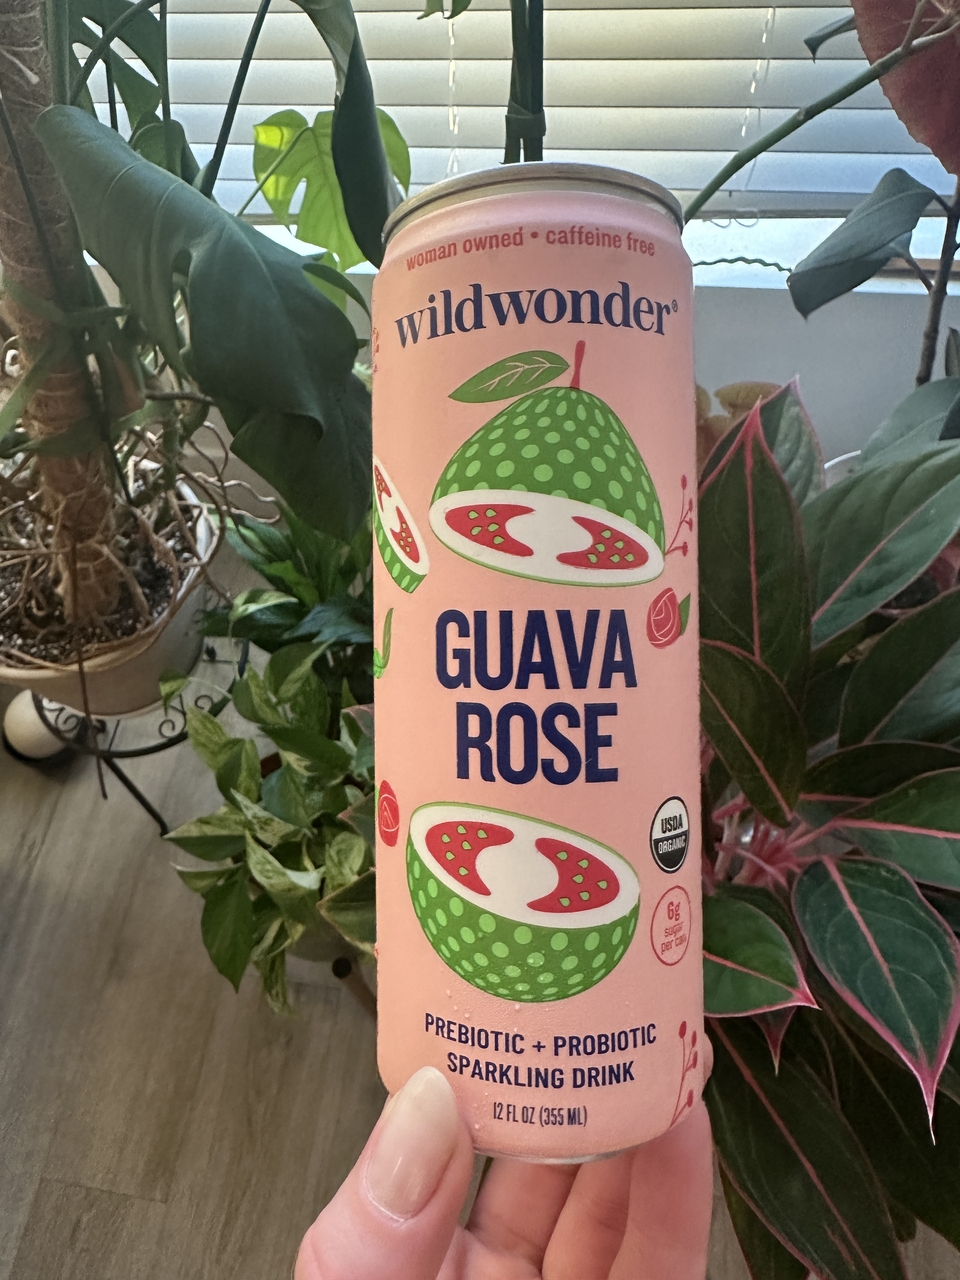 woman owned • caffeine free
wildwonder®
GUAVA
ROSE
USDA
ORGANIC
6g
sugar
per can
PREBIOTIC + PROBIOTIC
SPARKLING DRINK
12 FL OZ (355 ML)